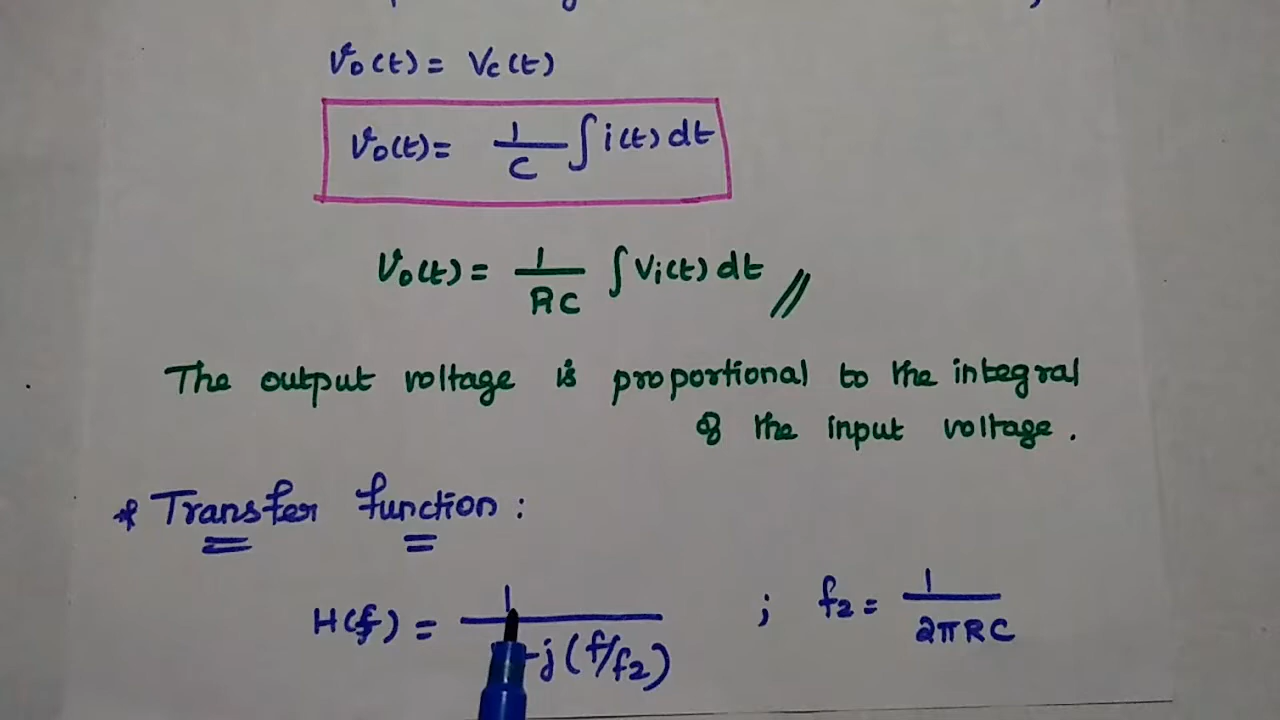 V₀(t) = Vc(t)
V₀(t) = 1/C ∫ i(t) dt
V₀(t) = 1/RC ∫ Vi(t) dt //
The output voltage is proportional to the integral
of the input voltage.
* Transfer function :
H(f) = 1/ j(f/f₂) ; f₂ = 1/2πRC